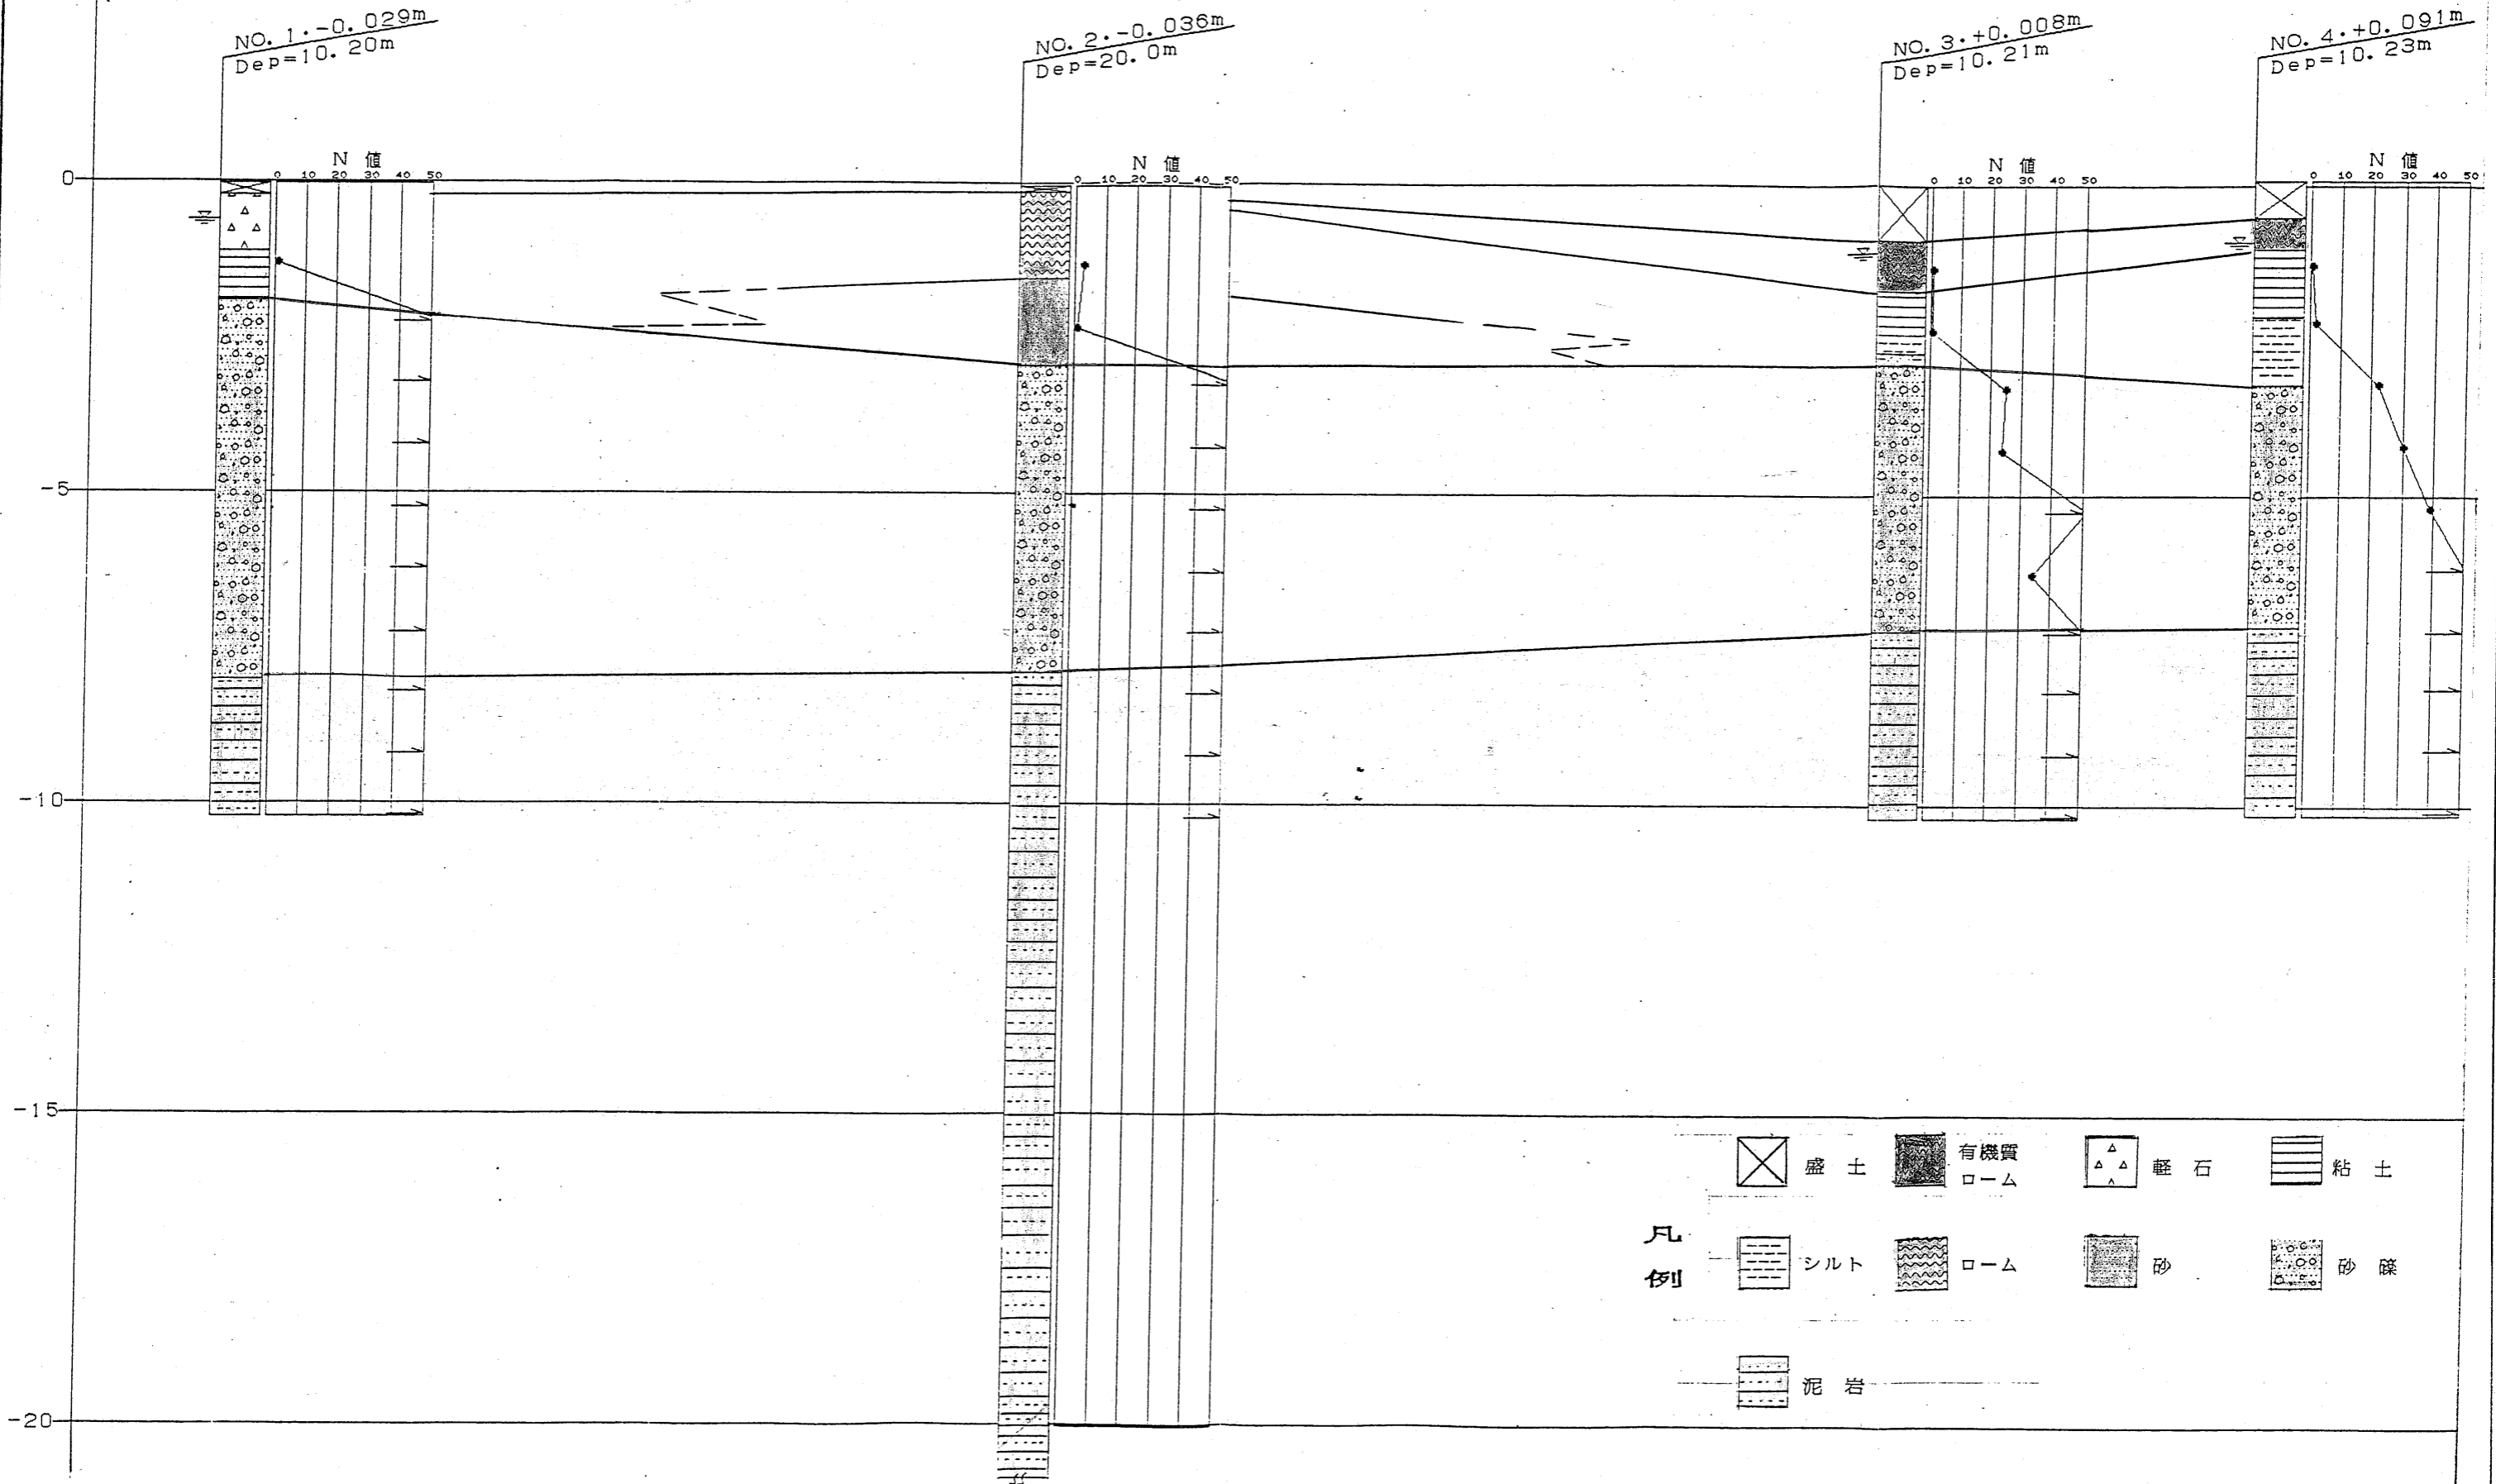 NO. 1・-0. 029m
Dep=10. 20m
NO. 2・-0. 036m
Dep=20. 0m
NO. 3・+0. 008m
Dep=10. 21m
NO. 4・+0. 091m
Dep=10. 23m
N 値
0 10 20 30 40 50
N 値
0 10 20 30 40 50
N 値
0 10 20 30 40 50
N 値
0 10 20 30 40 50
0
-5
-10
-15
-20
凡例
盛 土
有機質
ローム
軽 石
粘 土
シルト
ローム
砂
砂 礫
泥 岩